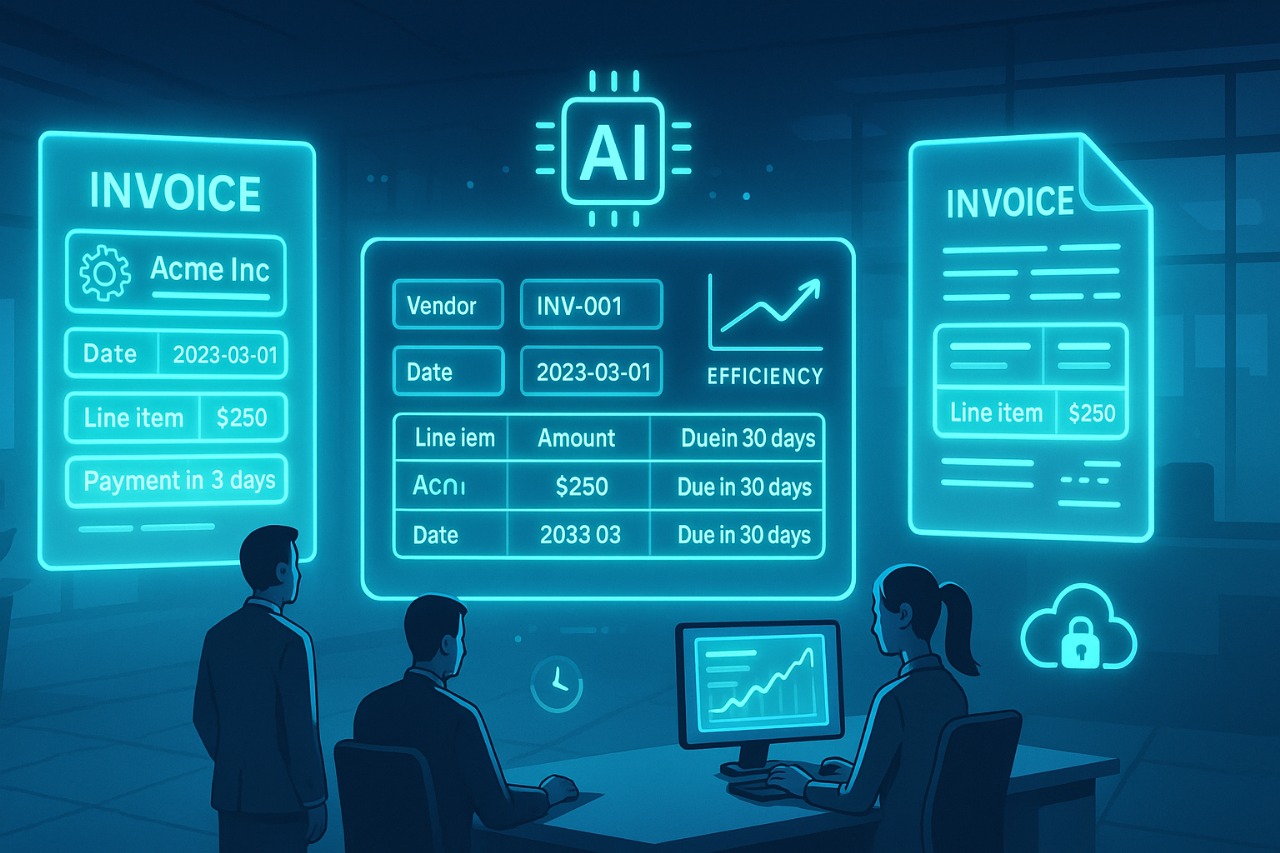 AI
INVOICE
Acme Inc
Date 2023-03-01
Line item $250
Payment in 3 days
Vendor INV-001
Date 2023-03-01
EFFICIENCY
Line iem Amount Duein 30 days
$250 Due in 30 days
Date 2033 03 Due in 30 days
INVOICE
Line item $250